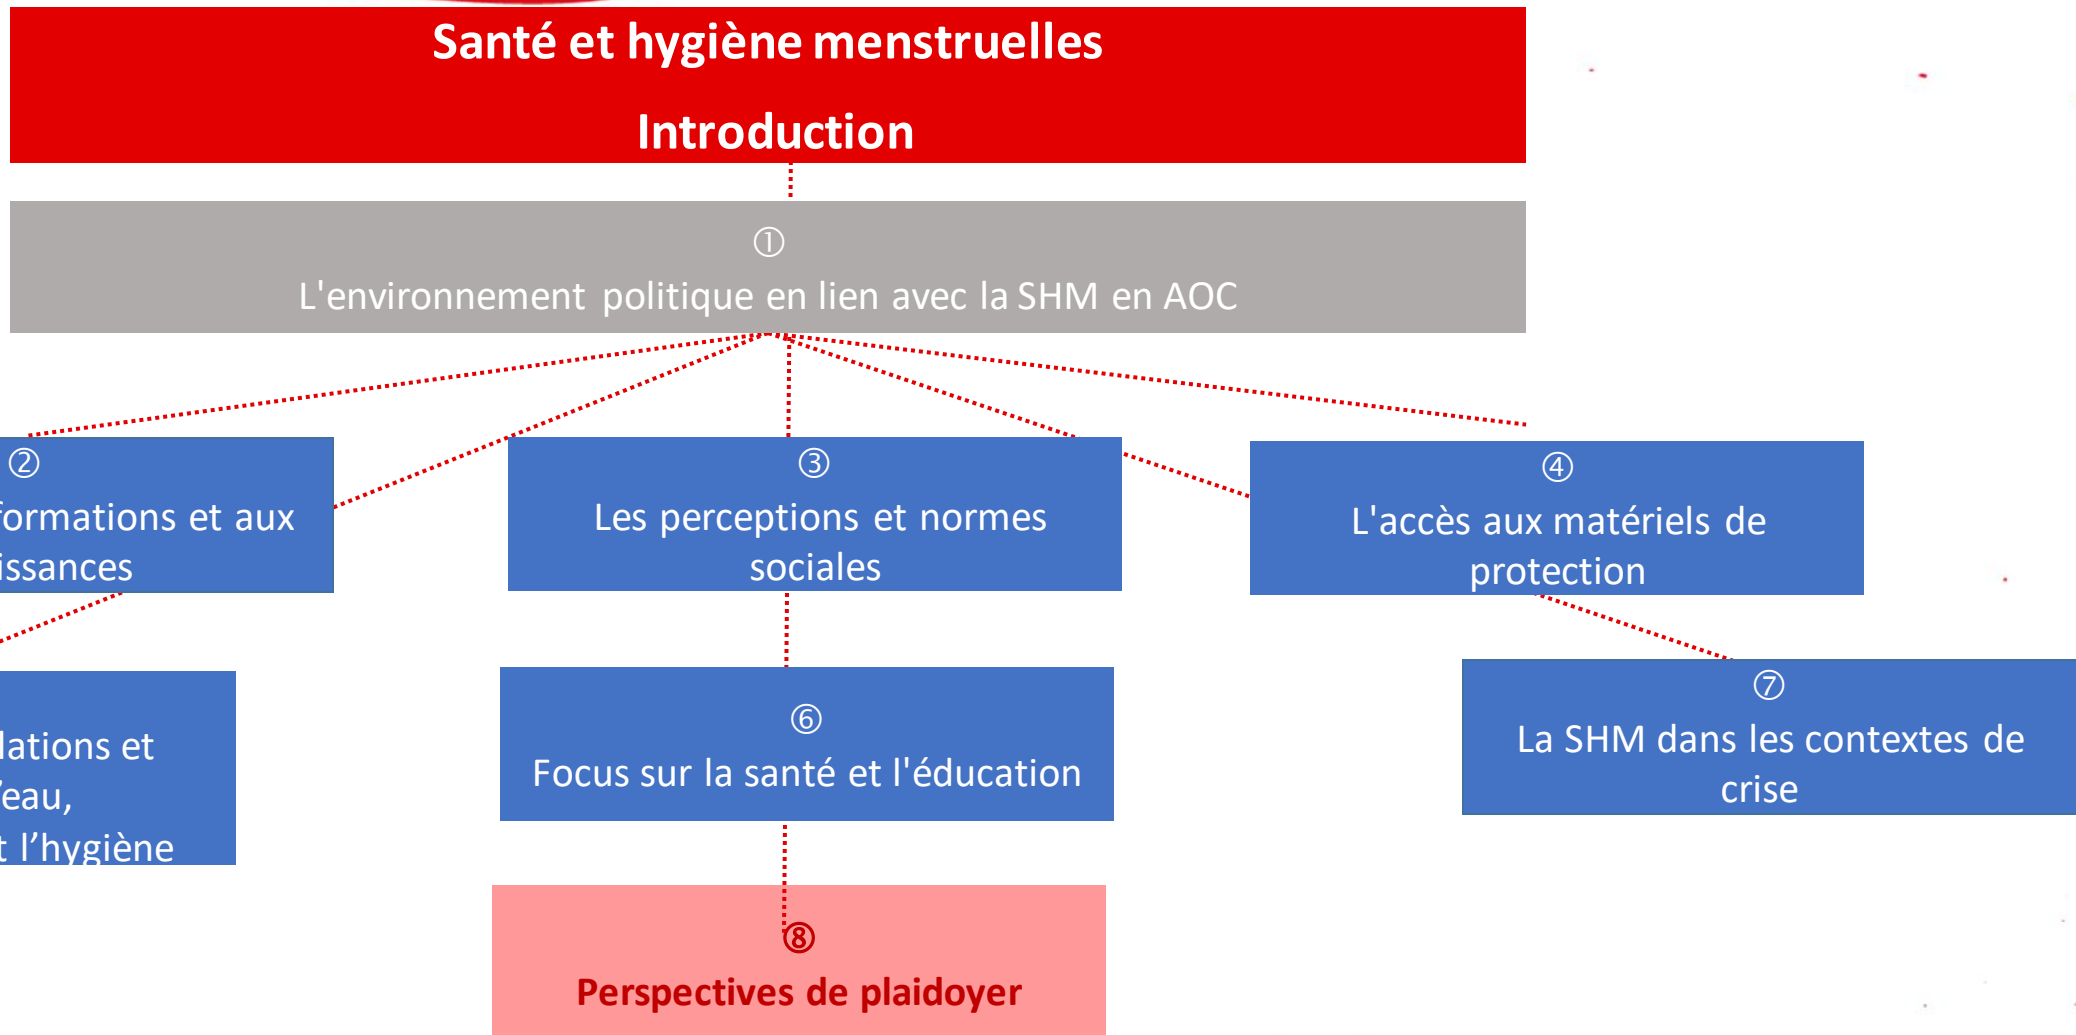 Santé et hygiène menstruelles
Introduction
①
L'environnement politique en lien avec la SHM en AOC
②
formations et aux
issances
③
Les perceptions et normes
sociales
④
L'accès aux matériels de
protection
lations et
'eau,
t l’hygiène
⑥
Focus sur la santé et l'éducation
⑦
La SHM dans les contextes de
crise
⑧
Perspectives de plaidoyer